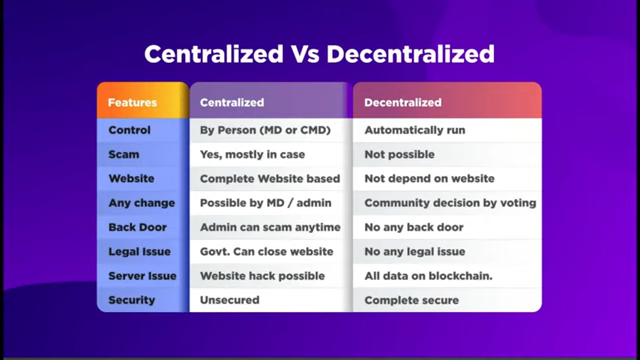 Centralized Vs Decentralized
Features Centralized Decentralized
Control By Person (MD or CMD) Automatically run
Scam Yes, mostly in case Not possible
Website Complete Website based Not depend on website
Any change Possible by MD / admin Community decision by voting
Back Door Admin can scam anytime No any back door
Legal Issue Govt. Can close website No any legal issue
Server Issue Website hack possible All data on blockchain.
Security Unsecured Complete secure